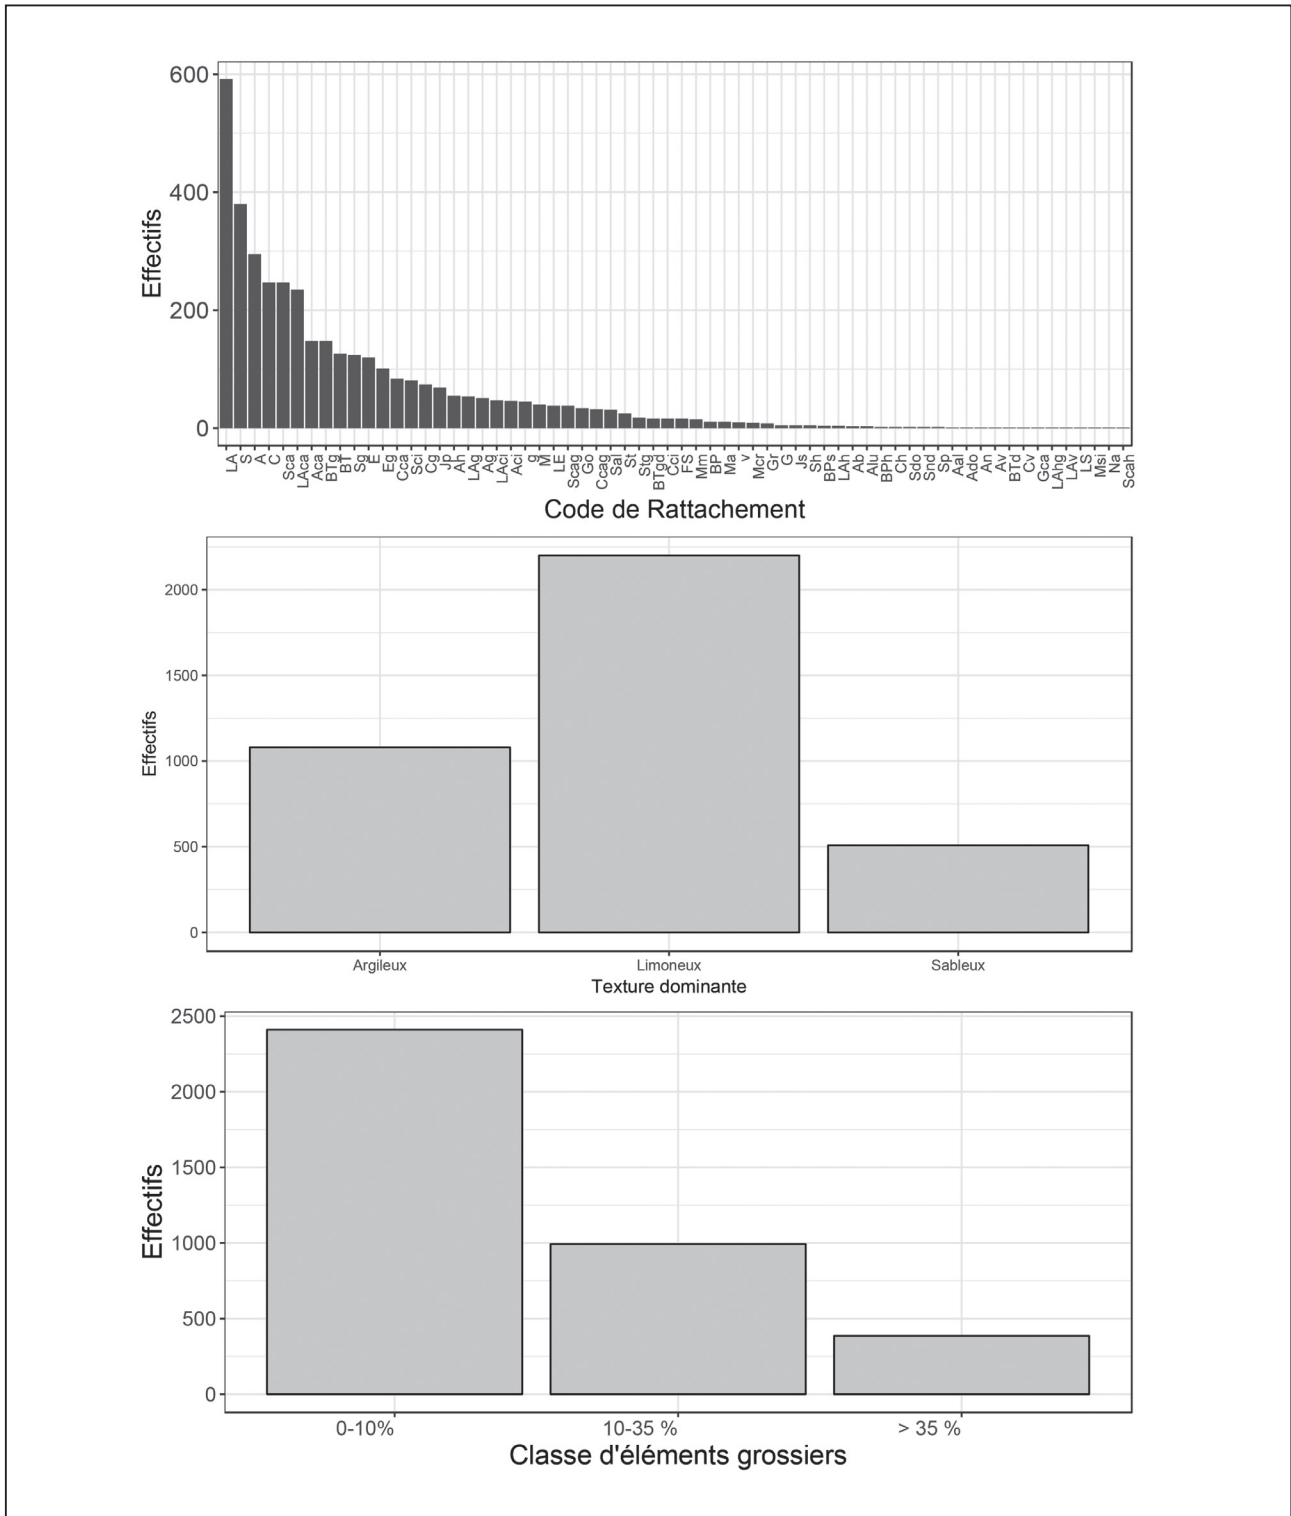 600
400
200
0
Effectifs
LA S A C Sca LAca Aca BTg BT Sg E Eg Cca Sci Cg Jp Ah LAg Ag LAci Aci g M LE Scag Go Ccag Sal St Stg BTgd Cci FS Mm BP Ma v Mcr Gr G Js Sh BPs LAh Ab Alu BPh Ch Sdo Snd Sp Aal Ado An Av BTd Cv Gca LAhg LAv LS Msi Na Scah
Code de Rattachement
2000
1500
1000
500
0
Effectifs
Argileux Limoneux Sableux
Texture dominante
2500
2000
1500
1000
500
0
Effectifs
0-10% 10-35 % > 35 %
Classe d'éléments grossiers